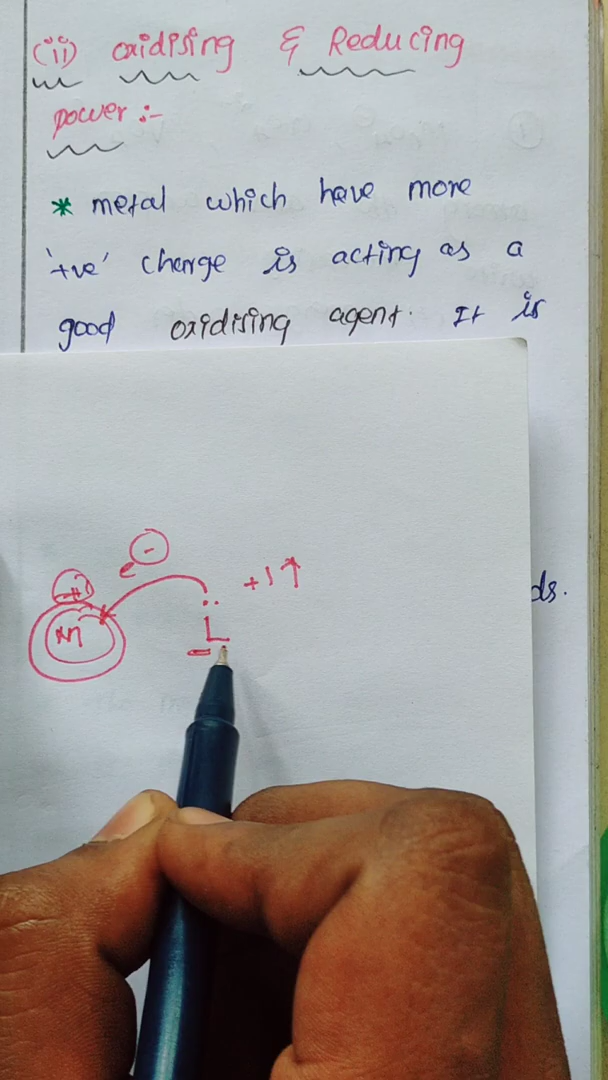 (ii) oxidising & Reducing
power :-
* metal which have more
'+ve' charge is acting as a
good oxidising agent. It is
ds.
e -
+1 ↑
M
L